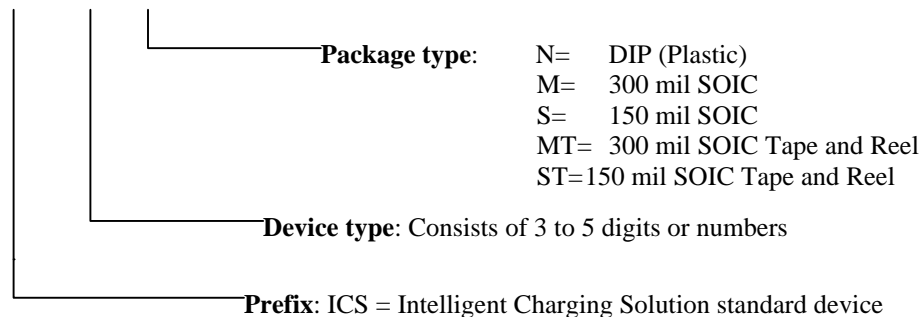 Package type: N= DIP (Plastic)
M= 300 mil SOIC
S= 150 mil SOIC
MT= 300 mil SOIC Tape and Reel
ST=150 mil SOIC Tape and Reel
Device type: Consists of 3 to 5 digits or numbers
Prefix: ICS = Intelligent Charging Solution standard device